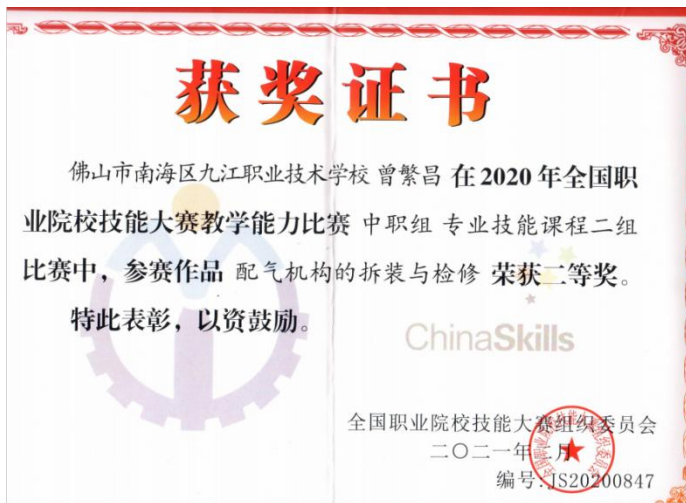 获奖证书
佛山市南海区九江职业技术学校 曾繁昌 在2020年全国职
业院校技能大赛教学能力比赛 中职组 专业技能课程二组
比赛中，参赛作品 配气机构的拆装与检修 荣获二等奖。
特此表彰，以资鼓励。
ChinaSkills
全国职业院校技能大赛组织委员会
二〇二一年二月
编号:JS20200847